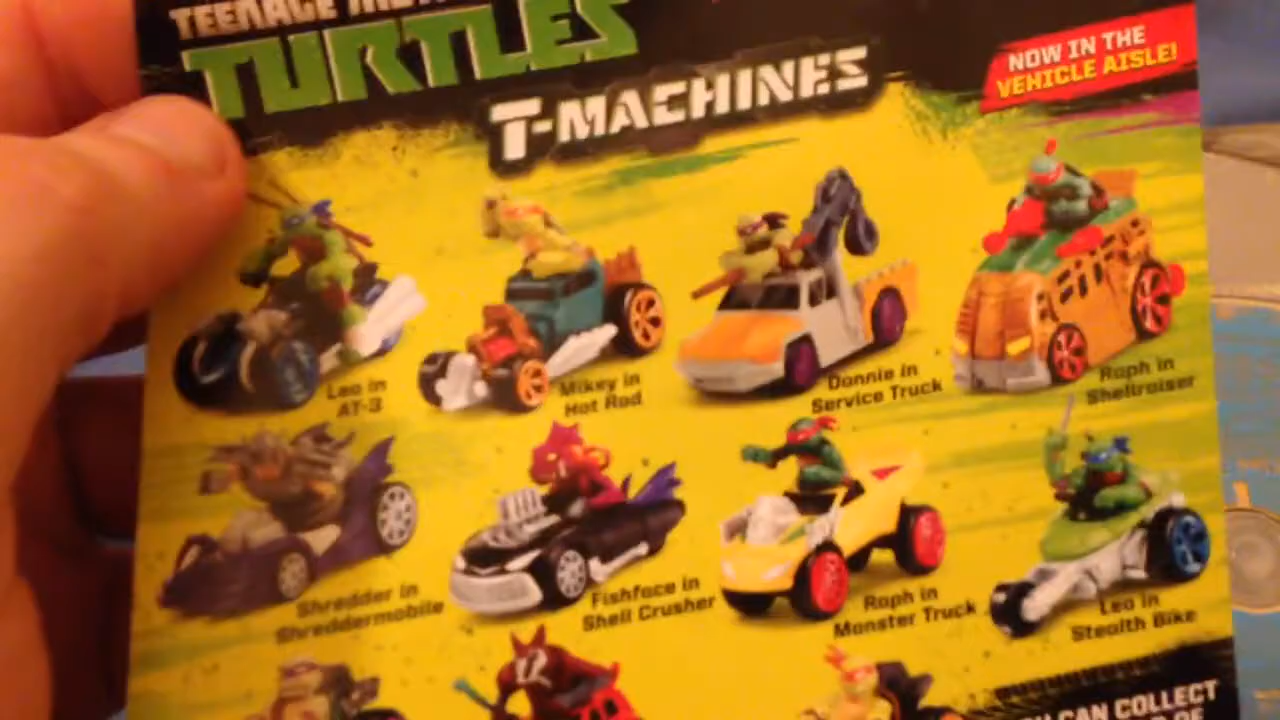 TEENAGE
TURTLES
T-MACHINES
NOW IN THE
VEHICLE AISLE!
Leo in
AT-3
Mikey in
Hot Rod
Donnie in
Service Truck
Raph in
Shellraiser
Shredder in
Shreddermobile
Fishface in
Shell Crusher
Raph in
Monster Truck
Leo in
Stealth Bike
CAN COLLECT